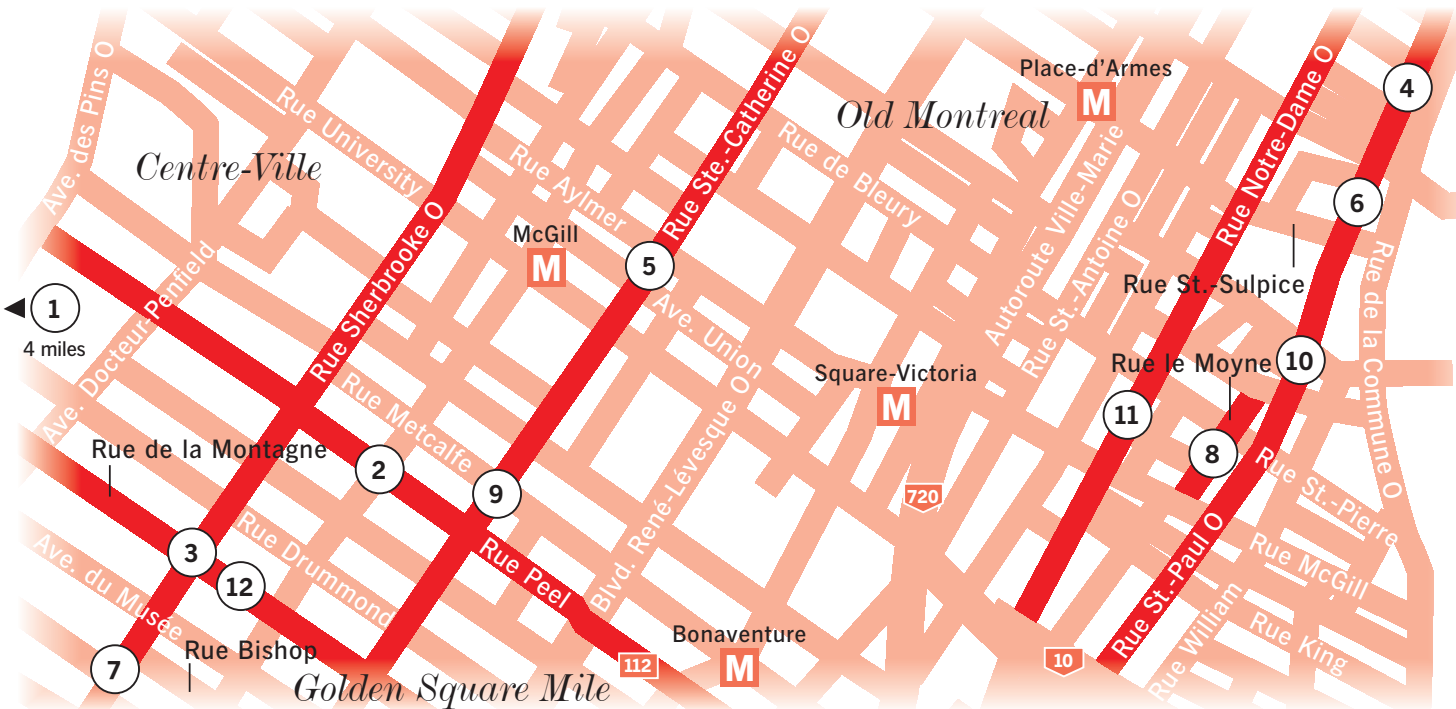 Ave. des Pins O
Rue University
Centre-Ville
Rue Sherbrooke O
Rue Aylmer
McGill
M
Rue Ste.-Catherine O
5
Rue de Bleury
Old Montreal
Place-d'Armes
M
Autoroute Ville-Marie
Rue St.-Antoine O
Rue Notre-Dame O
4
6
Rue St.-Sulpice
Rue de la Commune O
1
4 miles
Ave. Docteur-Penfield
Rue Metcalfe
Ave. Union
Blvd. René-Lévesque O
Square-Victoria
M
Rue le Moyne
10
11
8
Rue de la Montagne
2
9
720
Rue St.-Pierre
Rue McGill
Rue King
Rue St.-Paul O
Rue William
3
12
Rue Drummond
Rue Peel
Ave. du Musée
7
Rue Bishop
Golden Square Mile
112
Bonaventure
M
10